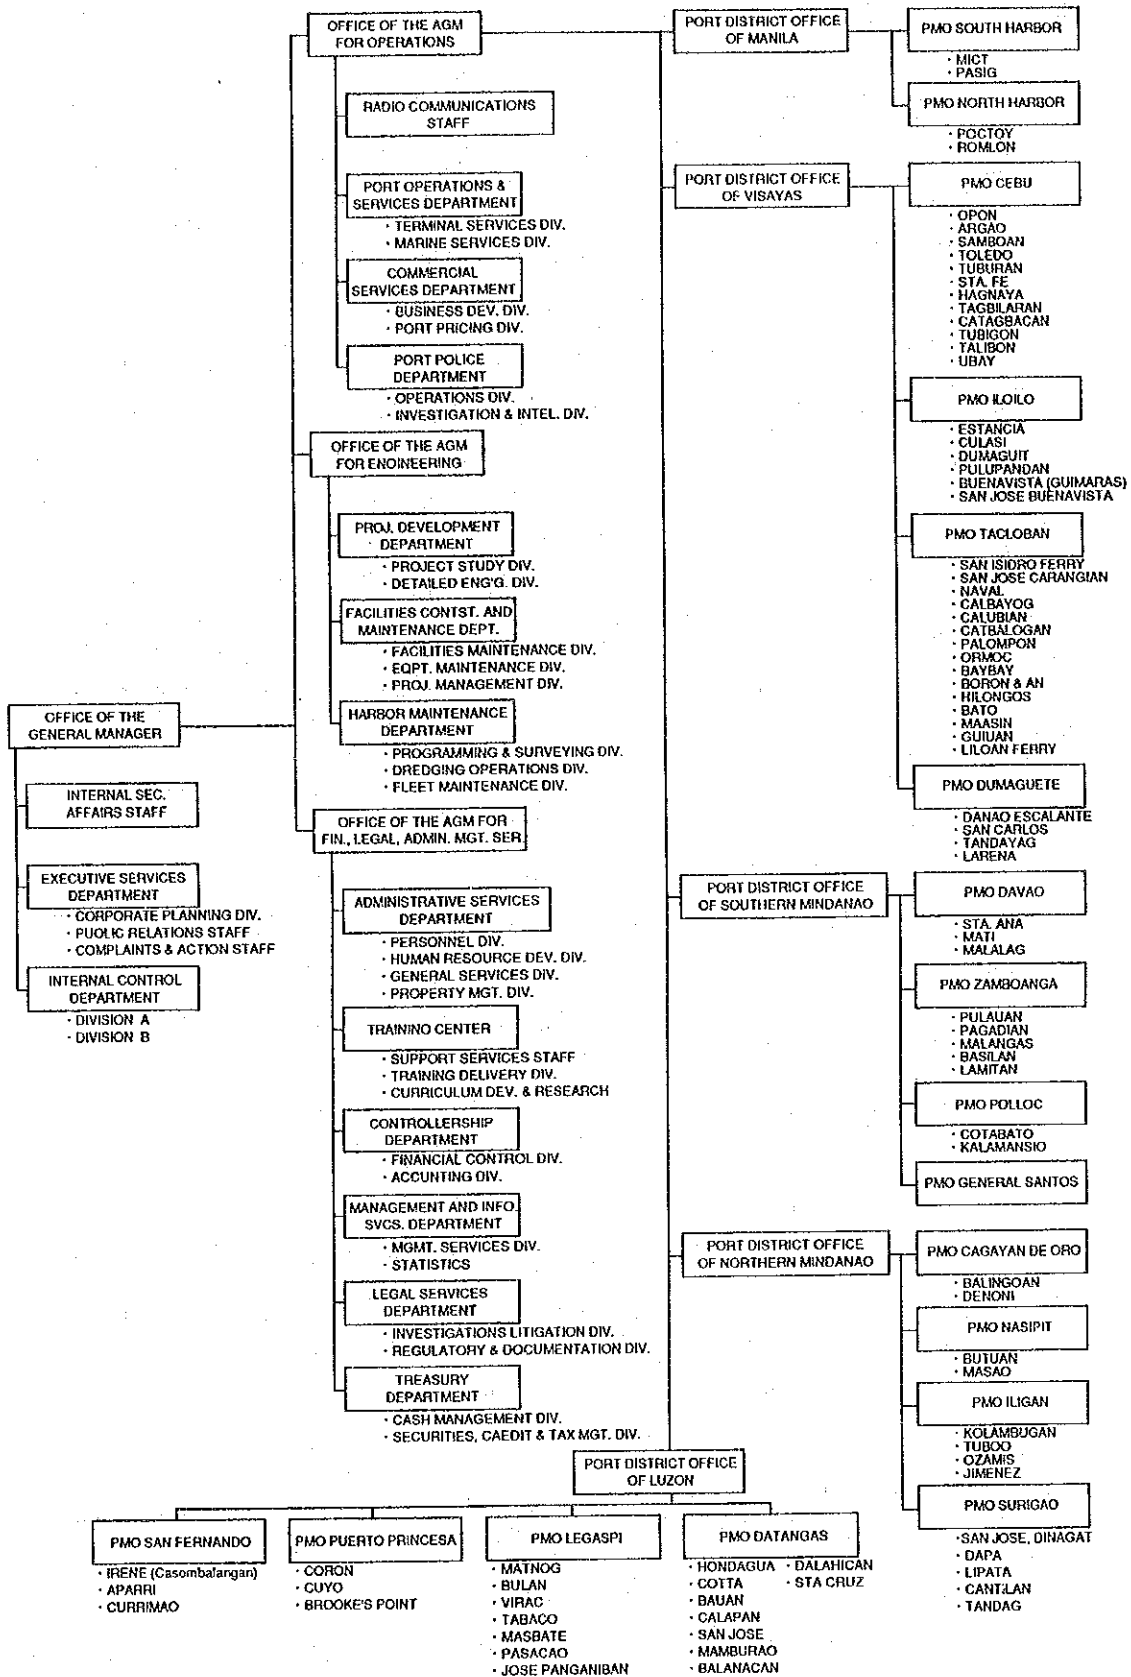 OFFICE OF THE
GENERAL MANAGER
INTERNAL SEC.
AFFAIRS STAFF
EXECUTIVE SERVICES
DEPARTMENT
· CORPORATE PLANNING DIV.
· PUOLIC RELATIONS STAFF
· COMPLAINTS & ACTION STAFF
INTERNAL CONTROL
DEPARTMENT
· DIVISION A
· DIVISION B
OFFICE OF THE AGM
FOR OPERATIONS
RADIO COMMUNICATIONS
STAFF
PORT OPERATIONS &
SERVICES DEPARTMENT
· TERMINAL SERVICES DIV.
· MARINE SERVICES DIV.
COMMERCIAL
SERVICES DEPARTMENT
· BUSINESS DEV. DIV.
· PORT PRICING DIV.
PORT POLICE
DEPARTMENT
· OPERATIONS DIV.
· INVESTIGATION & INTEL. DIV.
OFFICE OF THE AGM
FOR ENOINEERING
PROJ. DEVELOPMENT
DEPARTMENT
· PROJECT STUDY DIV.
· DETAILED ENG'G. DIV.
FACILITIES CONTST. AND
MAINTENANCE DEPT.
· FACILITIES MAINTENANCE DIV.
· EQPT. MAINTENANCE DIV.
· PROJ. MANAGEMENT DIV.
HARBOR MAINTENANCE
DEPARTMENT
· PROGRAMMING & SURVEYING DIV.
· DREDGING OPERATIONS DIV.
· FLEET MAINTENANCE DIV.
OFFICE OF THE AGM FOR
FIN., LEGAL, ADMIN. MGT. SER.
ADMINISTRATIVE SERVICES
DEPARTMENT
· PERSONNEL DIV.
· HUMAN RESOURCE DEV. DIV.
· GENERAL SERVICES DIV.
· PROPERTY MGT. DIV.
TRAININO CENTER
· SUPPORT SERVICES STAFF
· TRAINING DELIVERY DIV.
· CURRICULUM DEV. & RESEARCH
CONTROLLERSHIP
DEPARTMENT
· FINANCIAL CONTROL DIV.
· ACCUNTING DIV.
MANAGEMENT AND INFO.
SVCS. DEPARTMENT
· MGMT. SERVICES DIV.
· STATISTICS
LEGAL SERVICES
DEPARTMENT
· INVESTIGATIONS LITIGATION DIV.
· REGULATORY & DOCUMENTATION DIV.
TREASURY
DEPARTMENT
· CASH MANAGEMENT DIV.
· SECURITIES, CAEDIT & TAX MGT. DIV.
PORT DISTRICT OFFICE
OF MANILA
PMO SOUTH HARBOR
· MICT
· PASIG
PMO NORTH HARBOR
· POCTOY
· ROMLON
PORT DISTRICT OFFICE
OF VISAYAS
PMO CEBU
· OPON
· ARGAO
· SAMBOAN
· TOLEDO
· TUBURAN
· STA. FE
· HAGNAYA
· TAGBILARAN
· CATAGBACAN
· TUBIGON
· TALIBON
· UBAY
PMO ILOILO
· ESTANCIA
· CULASI
· DUMAGUIT
· PULUPANDAN
· BUENAVISTA (GUIMARAS)
· SAN JOSE BUENAVISTA
PMO TACLOBAN
· SAN ISIDRO FERRY
· SAN JOSE CARANGIAN
· NAVAL
· CALBAYOG
· CALUBIAN
· CATBALOGAN
· PALOMPON
· ORMOC
· BAYBAY
· BORON & AN
· HILONGOS
· BATO
· MAASIN
· GUIUAN
· LILOAN FERRY
PMO DUMAGUETE
· DANAO ESCALANTE
· SAN CARLOS
· TANDAYAG
· LARENA
PORT DISTRICT OFFICE
OF SOUTHERN MINDANAO
PMO DAVAO
· STA. ANA
· MATI
· MALALAG
PMO ZAMBOANGA
· PULAUAN
· PAGADIAN
· MALANGAS
· BASILAN
· LAMITAN
PMO POLLOC
· COTABATO
· KALAMANSIO
PMO GENERAL SANTOS
PORT DISTRICT OFFICE
OF NORTHERN MINDANAO
PMO CAGAYAN DE ORO
· BALINGOAN
· DENONI
PMO NASIPIT
· BUTUAN
· MASAO
PMO ILIGAN
· KOLAMBUGAN
· TUBOO
· OZAMIS
· JIMENEZ
PMO SURIGAO
· SAN JOSE, DINAGAT
· DAPA
· LIPATA
· CANTILAN
· TANDAG
PORT DISTRICT OFFICE
OF LUZON
PMO SAN FERNANDO
· IRENE (Casombalangan)
· APARRI
· CURRIMAO
PMO PUERTO PRINCESA
· CORON
· CUYO
· BROOKE'S POINT
PMO LEGASPI
· MATNOG
· BULAN
· VIRAC
· TABACO
· MASBATE
· PASACAO
· JOSE PANGANIBAN
PMO DATANGAS
· HONDAGUA · DALAHICAN
· COTTA · STA CRUZ
· BAUAN
· CALAPAN
· SAN JOSE
· MAMBURAO
· BALANACAN